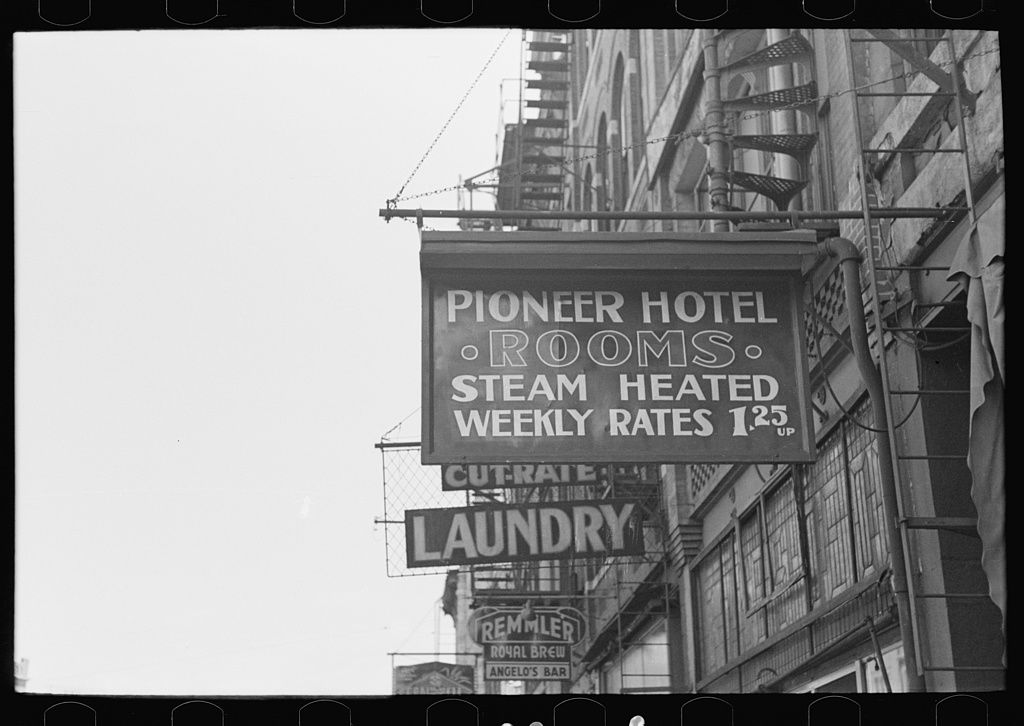 PIONEER HOTEL
· ROOMS ·
STEAM HEATED
WEEKLY RATES 1.25 UP
CUT-RATE
LAUNDRY
REMMLER
ROYAL BREW
ANGELO'S BAR